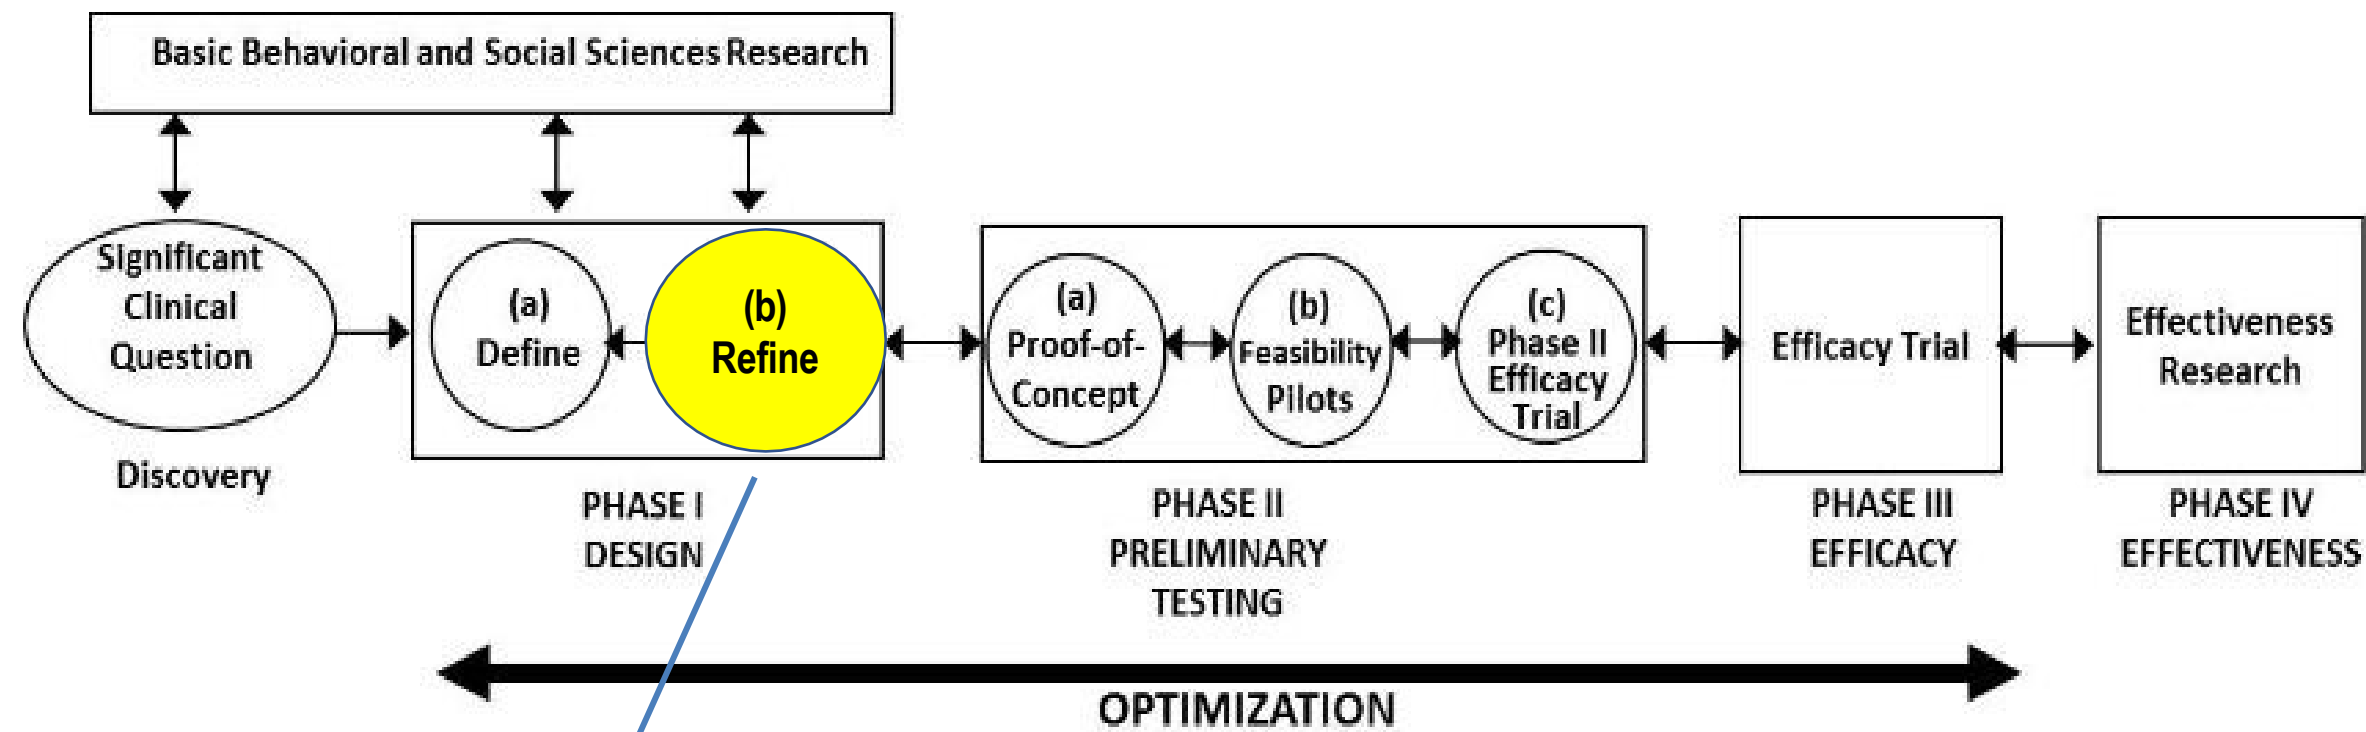 Basic Behavioral and Social Sciences Research
Significant
Clinical
Question
Discovery
(a)
Define
(b)
Refine
PHASE I
DESIGN
(a)
Proof-of-
Concept
(b)
Feasibility
Pilots
(c)
Phase II
Efficacy
Trial
PHASE II
PRELIMINARY
TESTING
Efficacy Trial
PHASE III
EFFICACY
Effectiveness
Research
PHASE IV
EFFECTIVENESS
OPTIMIZATION